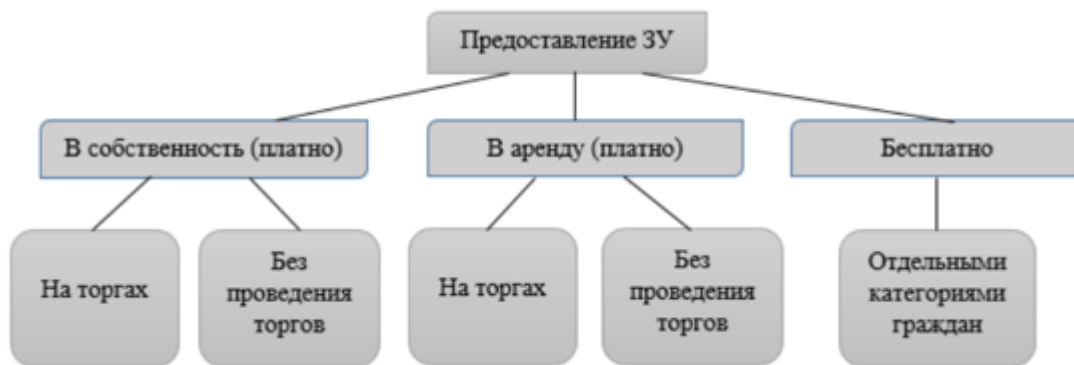 Предоставление ЗУ
В собственность (платно)
В аренду (платно)
Бесплатно
На торгах
Без
проведения
торгов
На торгах
Без
проведения
торгов
Отдельными
категориями
граждан